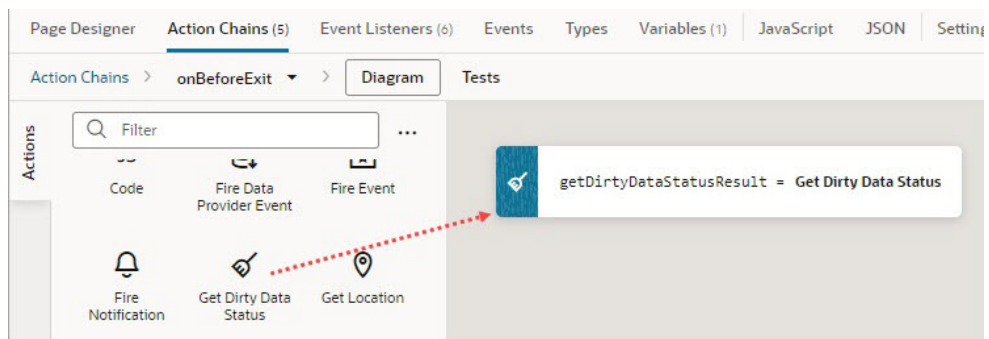 Page Designer Action Chains (5) Event Listeners (6) Events Types Variables (1) JavaScript JSON Setting
Action Chains > onBeforeExit > Diagram Tests
Actions
Filter
Code Fire Data Fire Event
Provider Event
getDirtyDataStatusResult = Get Dirty Data Status
Fire Get Dirty Data Get Location
Notification Status